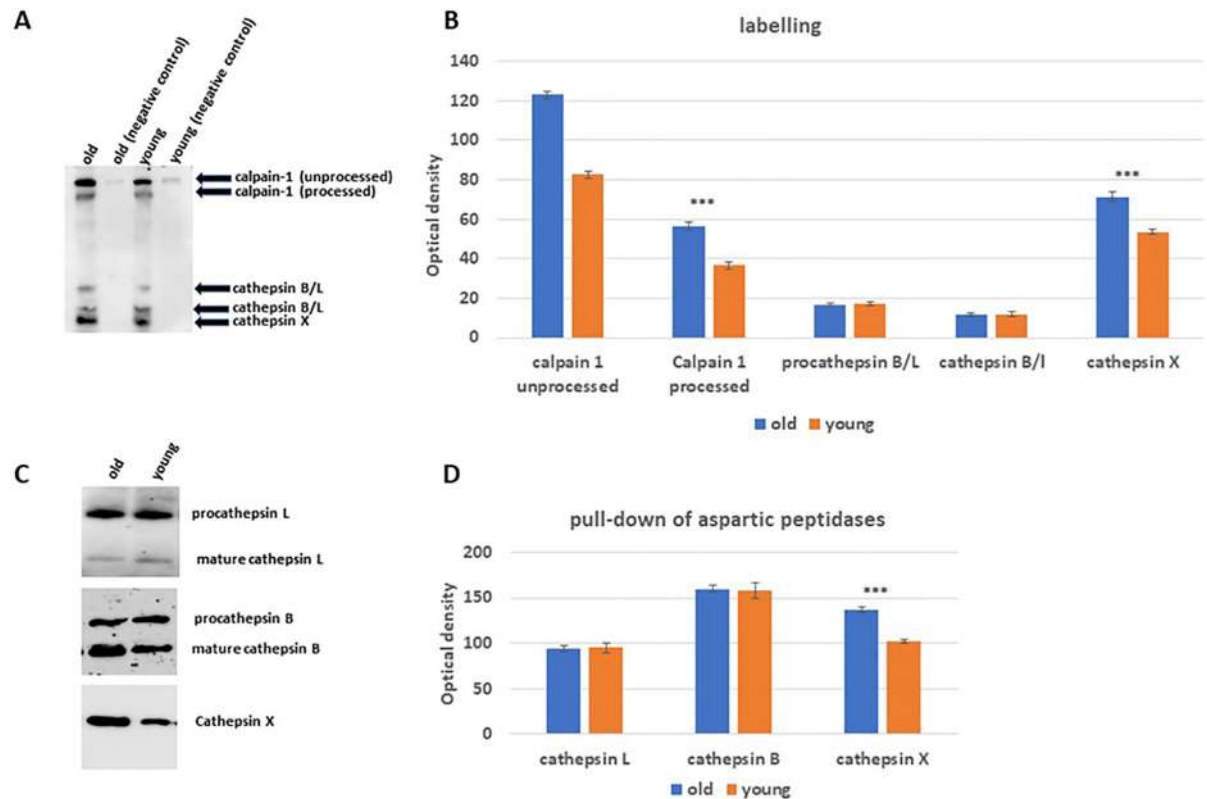 A
old
old (negative control)
young
young (negative control)
calpain-1 (unprocessed)
calpain-1 (processed)
cathepsin B/L
cathepsin B/L
cathepsin X
B
labelling
Optical density
140
120
100
80
60
40
20
0
***
***
calpain 1
unprocessed
Calpain 1
processed
procathepsin B/L
cathepsin B/l
cathepsin X
old
young
C
old
young
procathepsin L
mature cathepsin L
procathepsin B
mature cathepsin B
Cathepsin X
D
pull-down of aspartic peptidases
Optical density
200
150
100
50
0
***
cathepsin L
cathepsin B
cathepsin X
old
young